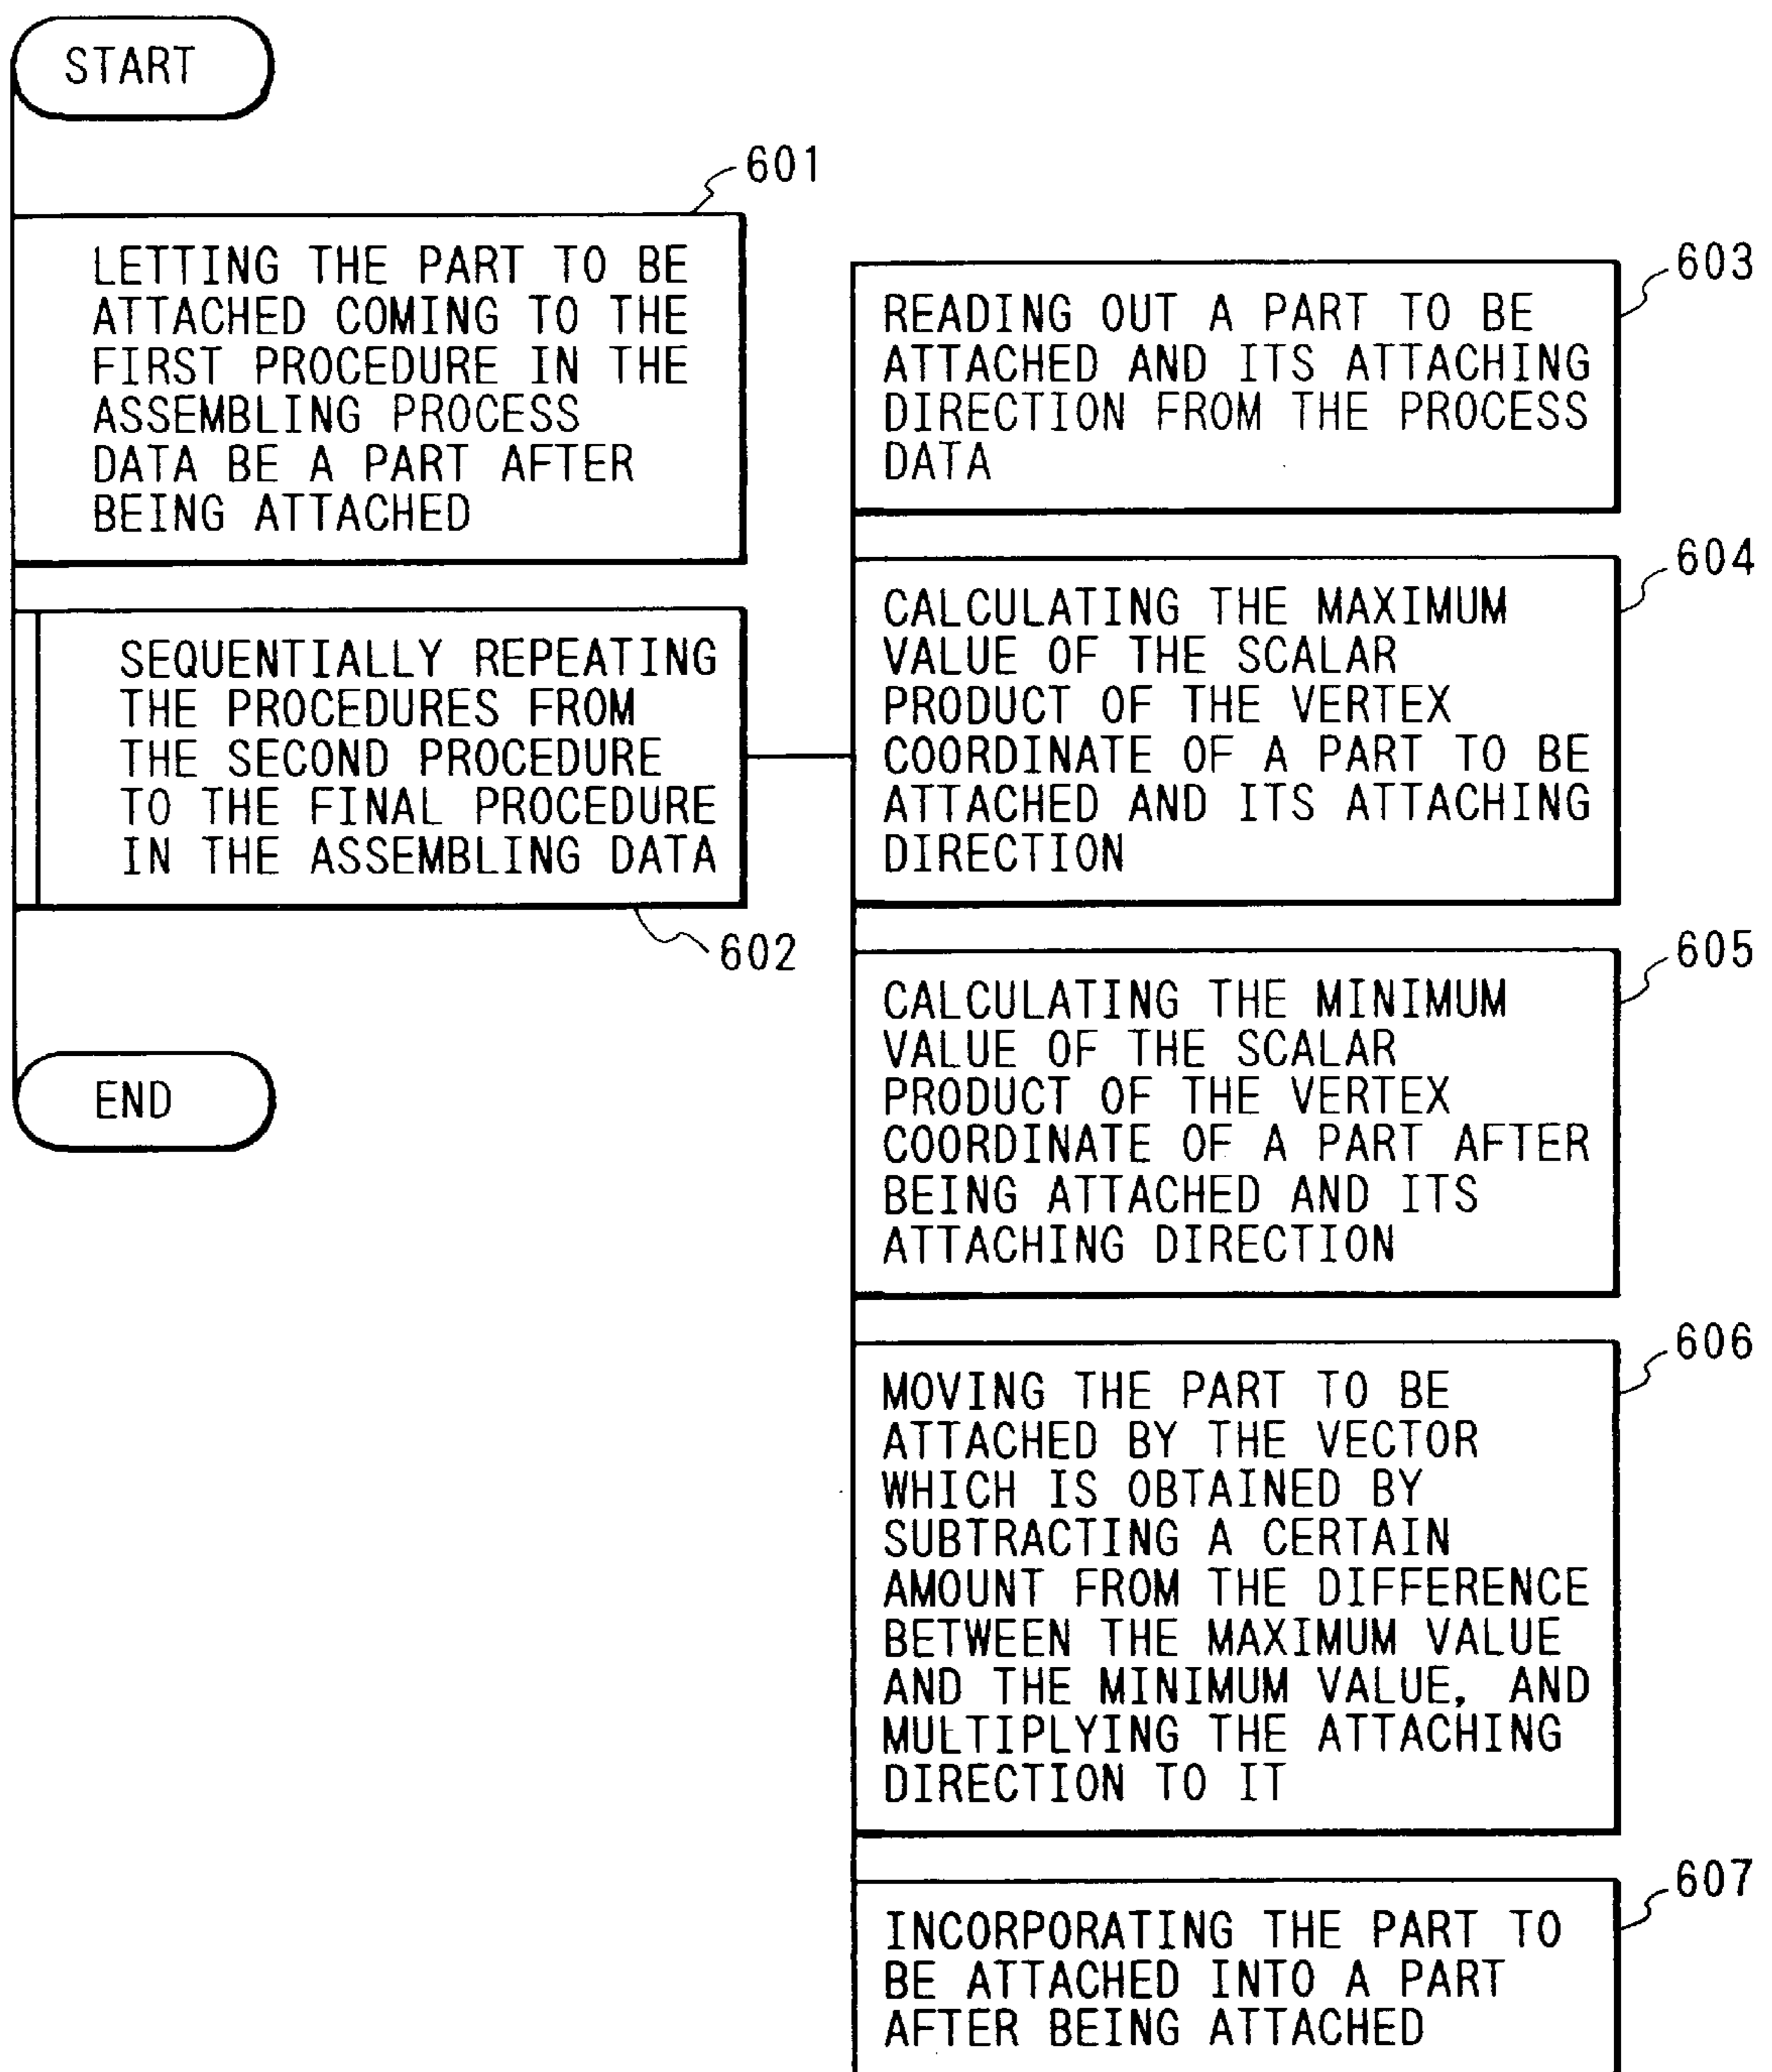 START
601
LETTING THE PART TO BE
ATTACHED COMING TO THE
FIRST PROCEDURE IN THE
ASSEMBLING PROCESS
DATA BE A PART AFTER
BEING ATTACHED
SEQUENTIALLY REPEATING
THE PROCEDURES FROM
THE SECOND PROCEDURE
TO THE FINAL PROCEDURE
IN THE ASSEMBLING DATA
602
END
603
READING OUT A PART TO BE
ATTACHED AND ITS ATTACHING
DIRECTION FROM THE PROCESS
DATA
604
CALCULATING THE MAXIMUM
VALUE OF THE SCALAR
PRODUCT OF THE VERTEX
COORDINATE OF A PART TO BE
ATTACHED AND ITS ATTACHING
DIRECTION
605
CALCULATING THE MINIMUM
VALUE OF THE SCALAR
PRODUCT OF THE VERTEX
COORDINATE OF A PART AFTER
BEING ATTACHED AND ITS
ATTACHING DIRECTION
606
MOVING THE PART TO BE
ATTACHED BY THE VECTOR
WHICH IS OBTAINED BY
SUBTRACTING A CERTAIN
AMOUNT FROM THE DIFFERENCE
BETWEEN THE MAXIMUM VALUE
AND THE MINIMUM VALUE, AND
MULTIPLYING THE ATTACHING
DIRECTION TO IT
607
INCORPORATING THE PART TO
BE ATTACHED INTO A PART
AFTER BEING ATTACHED